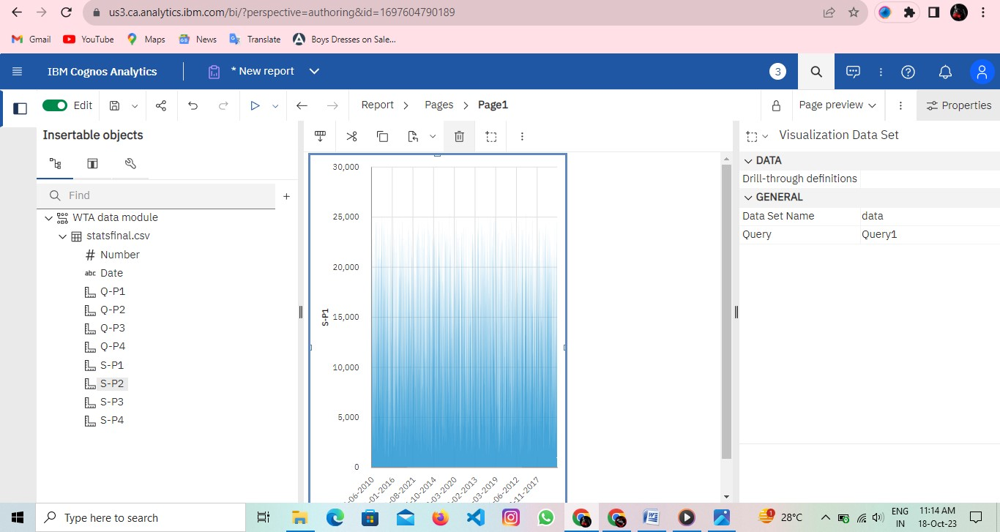 us3.ca.analytics.ibm.com/bi/?perspective=authoring&id=1697604790189
Gmail YouTube Maps News Translate Boys Dresses on Sale...
IBM Cognos Analytics * New report 3
Edit Report Pages Page1 Page preview Properties
Insertable objects
Find
WTA data module
statsfinal.csv
# Number
abc Date
Q-P1
Q-P2
Q-P3
Q-P4
S-P1
S-P2
S-P3
S-P4
30,000
25,000
20,000
15,000
10,000
5,000
0
S-P1
-06-2010
-01-2016
-08-2021
-10-2014
-03-2020
-02-2013
-03-2019
-06-2012
-11-2017
Visualization Data Set
DATA
Drill-through definitions
GENERAL
Data Set Name data
Query Query1
Type here to search
1
28°C
ENG
IN
11:14 AM
18-Oct-23